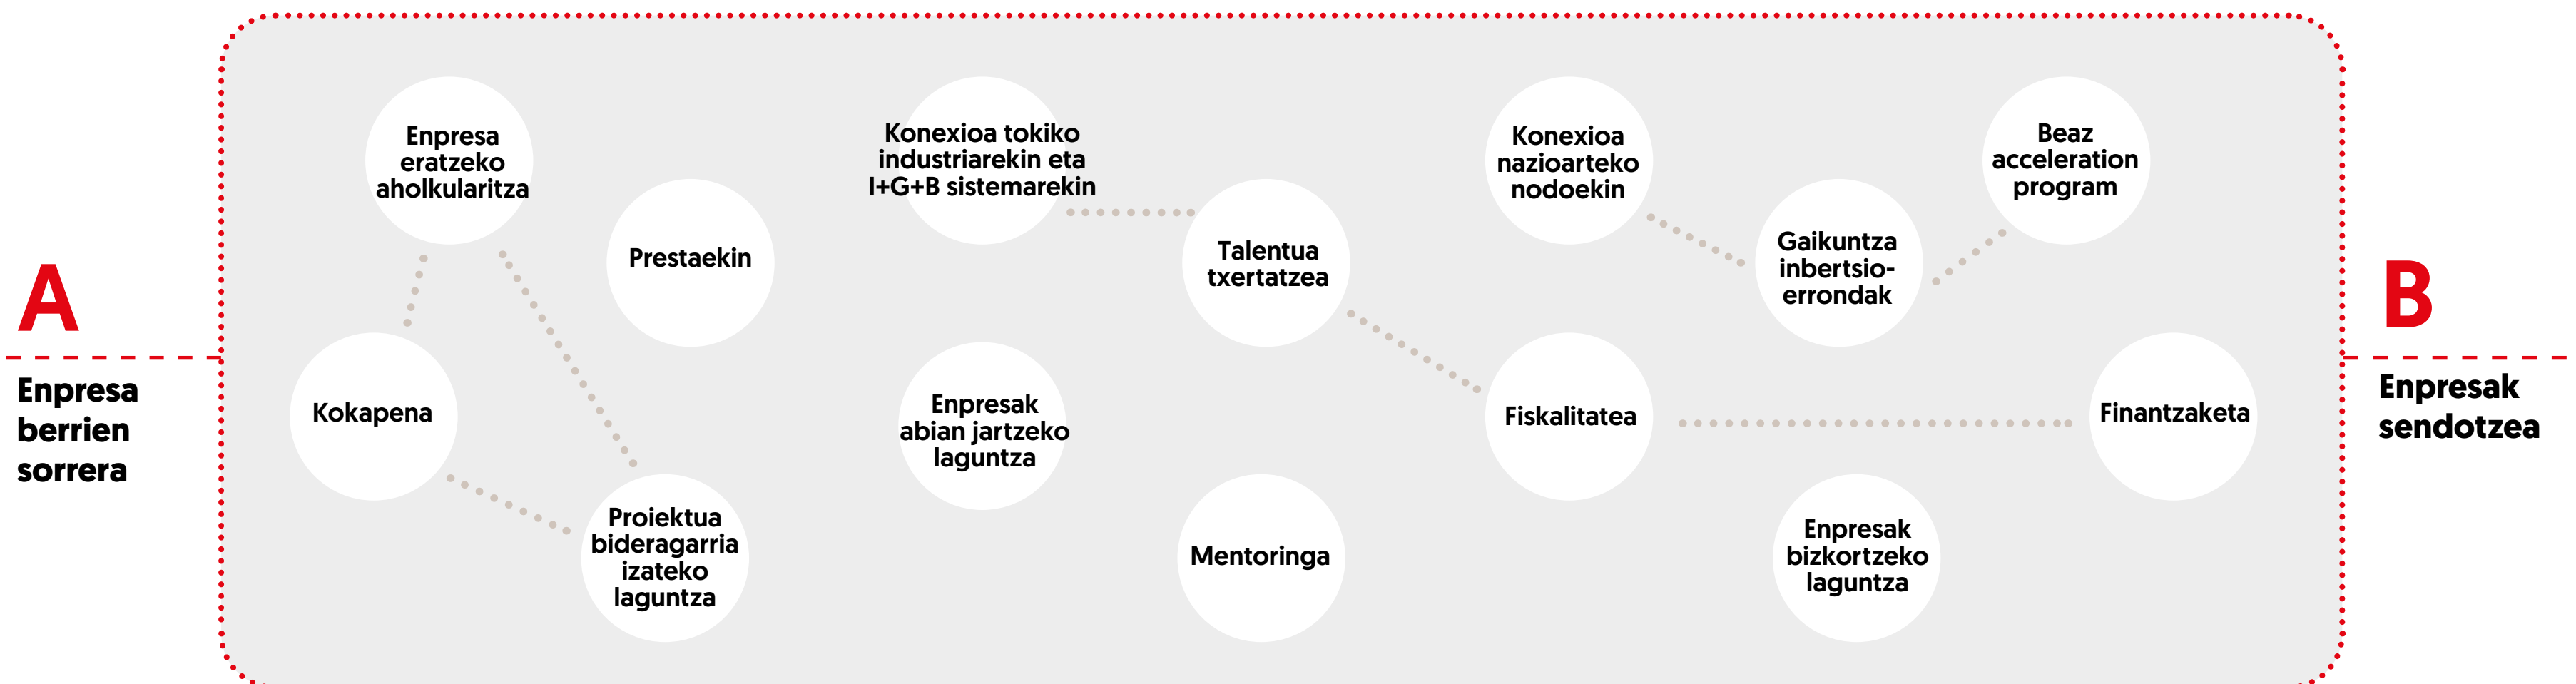 A
Enpresa
berrien
sorrera
Enpresa
eratzeko
aholkularitza
Prestaekin
Kokapena
Proiektua
bideragarria
izateko
laguntza
Konexioa tokiko
industriarekin eta
I+G+B sistemarekin
Talentua
txertatzea
Enpresak
abian jartzeko
laguntza
Mentoringa
Konexioa
nazioarteko
nodoekin
Gaikuntza
inbertsio-
errondak
Beaz
acceleration
program
Fiskalitatea
Finantzaketa
Enpresak
bizkortzeko
laguntza
B
Enpresak
sendotzea